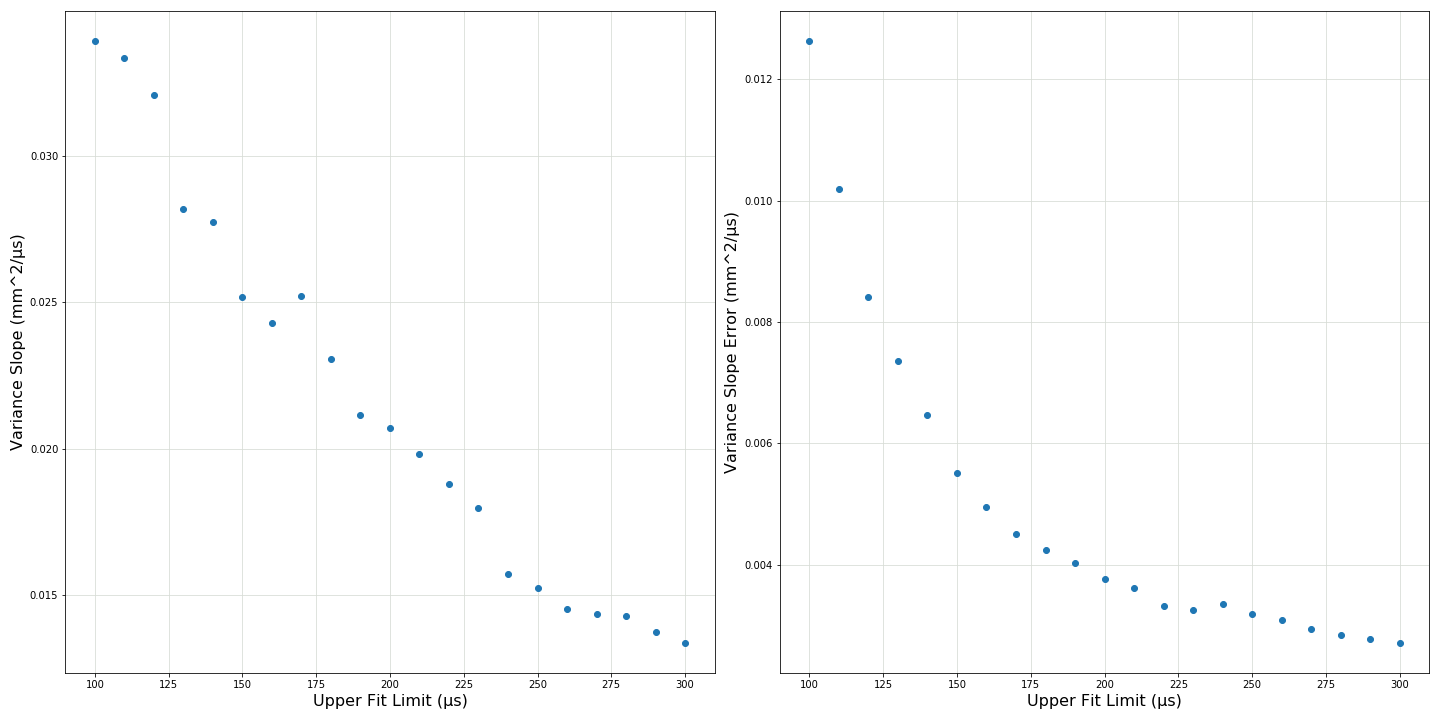 0.030
0.025
0.020
0.015
Variance Slope (mm^2/μs)
100 125 150 175 200 225 250 275 300
Upper Fit Limit (μs)
0.012
0.010
0.008
0.006
0.004
Variance Slope Error (mm^2/μs)
100 125 150 175 200 225 250 275 300
Upper Fit Limit (μs)